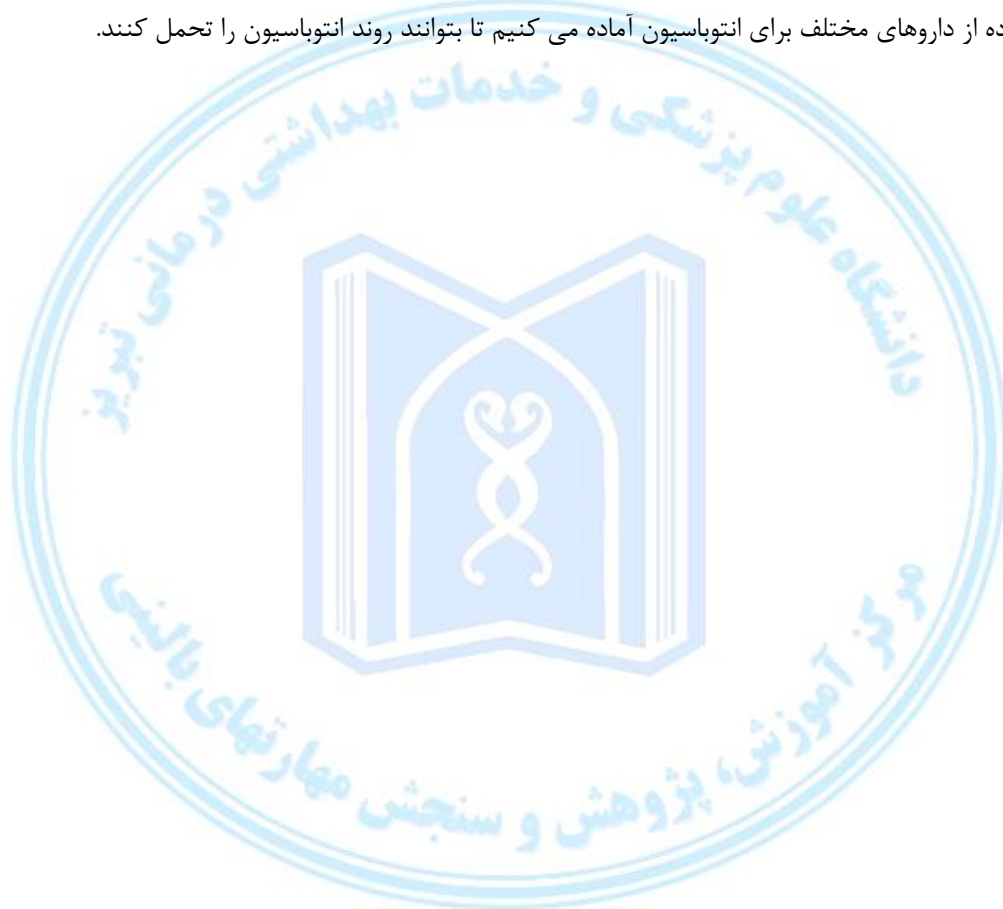 ده از داروهای مختلف برای انتوباسیون آماده می کنیم تا بتوانند روند انتوباسیون را تحمل کنند.
دانشگاه علوم پزشکی و خدمات بهداشتی درمانی تبریز
مرکز آموزش، پژوهش و سنجش مهارتهای بالینی